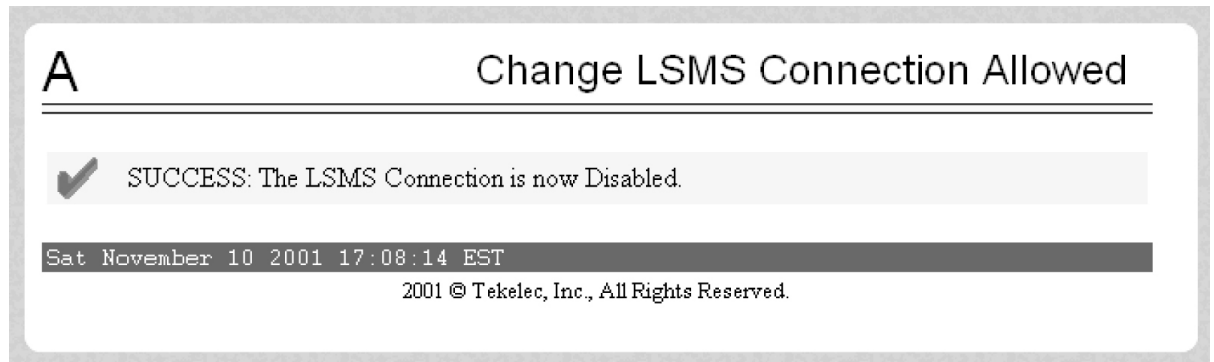 A
Change LSMS Connection Allowed
SUCCESS: The LSMS Connection is now Disabled.
Sat November 10 2001 17:08:14 EST
2001 © Tekelec, Inc., All Rights Reserved.